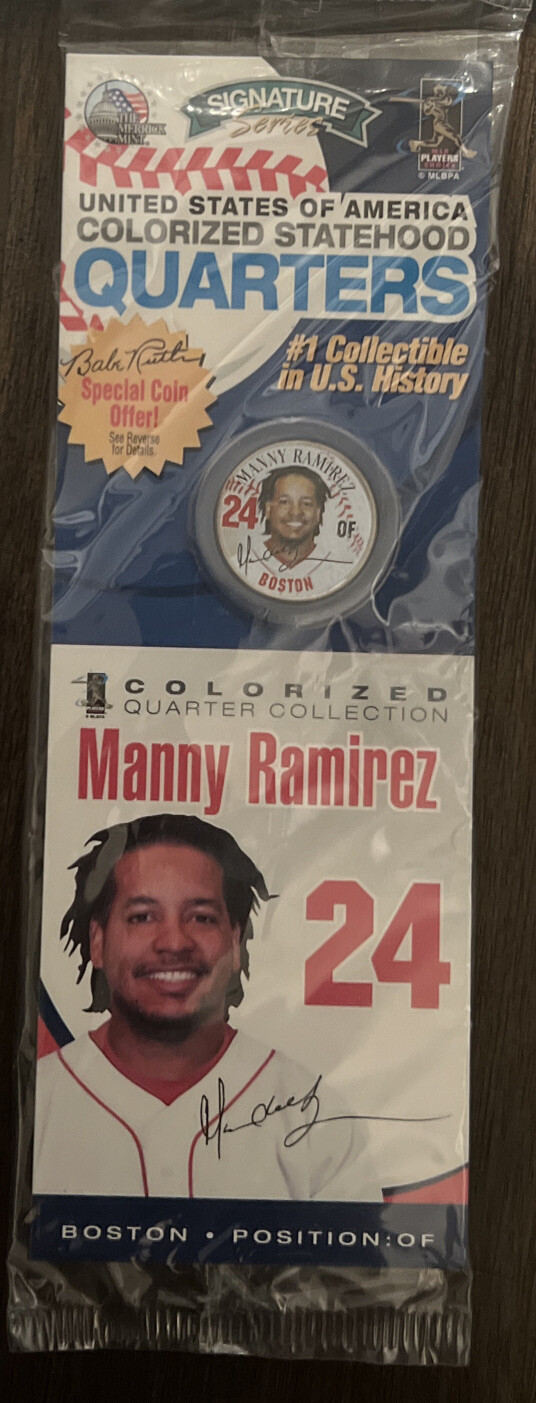 THE
MERRICK
MINT
SIGNATURE
Series
MLB
PLAYERS
CHOICE
© MLBPA
UNITED STATES OF AMERICA
COLORIZED STATEHOOD
QUARTERS
Babe Ruth
Special Coin
Offer!
See Reverse
for Details.
#1 Collectible
in U.S. History
MANNY RAMIREZ
24
OF
BOSTON
COLORIZED
QUARTER COLLECTION
Manny Ramirez
24
BOSTON • POSITION:OF